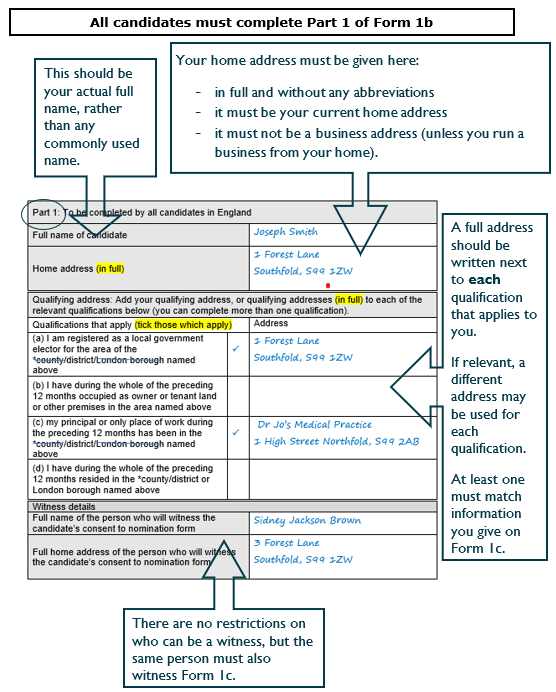 All candidates must complete Part 1 of Form 1b
This should be
your actual full
name, rather
than any
commonly used
name.
Your home address must be given here:
- in full and without any abbreviations
- it must be your current home address
- it must not be a business address (unless you run a
business from your home).
Part 1: To be completed by all candidates in England
Full name of candidate
Joseph Smith
Home address (in full)
1 Forest Lane
Southfold, S99 1ZW
Qualifying address: Add your qualifying address, or qualifying addresses (in full) to each of the
relevant qualifications below (you can complete more than one qualification).
Qualifications that apply (tick those which apply)
Address
(a) I am registered as a local government
elector for the area of the
*county/district/London borough named
above
✓
1 Forest Lane
Southfold, S99 1ZW
(b) I have during the whole of the preceding
12 months occupied as owner or tenant land
or other premises in the area named above
(c) my principal or only place of work during
the preceding 12 months has been in the
*county/district/London borough named
above
✓
Dr Jo's Medical Practice
1 High Street Northfold, S99 2AB
(d) I have during the whole of the preceding
12 months resided in the *county/district or
London borough named above
Witness details
Full name of the person who will witness the
candidate's consent to nomination form
Sidney Jackson Brown
Full home address of the person who will witness
the candidate's consent to nomination form
3 Forest Lane
Southfold, S99 1ZW
A full address
should be
written next
to each
qualification
that applies to
you.
If relevant, a
different
address may
be used for
each
qualification.
At least one
must match
information
you give on
Form 1c.
There are no restrictions on
who can be a witness, but the
same person must also
witness Form 1c.